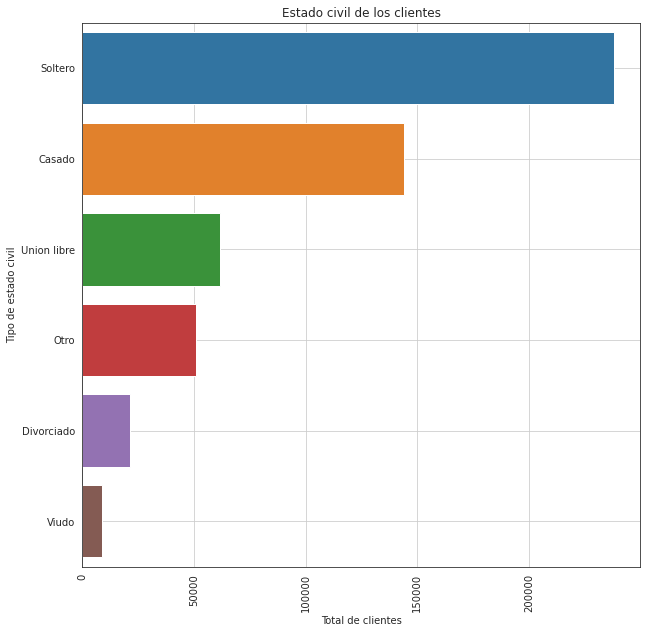 Estado civil de los clientes
Tipo de estado civil
Soltero
Casado
Union libre
Otro
Divorciado
Viudo
0
50000
100000
150000
200000
Total de clientes